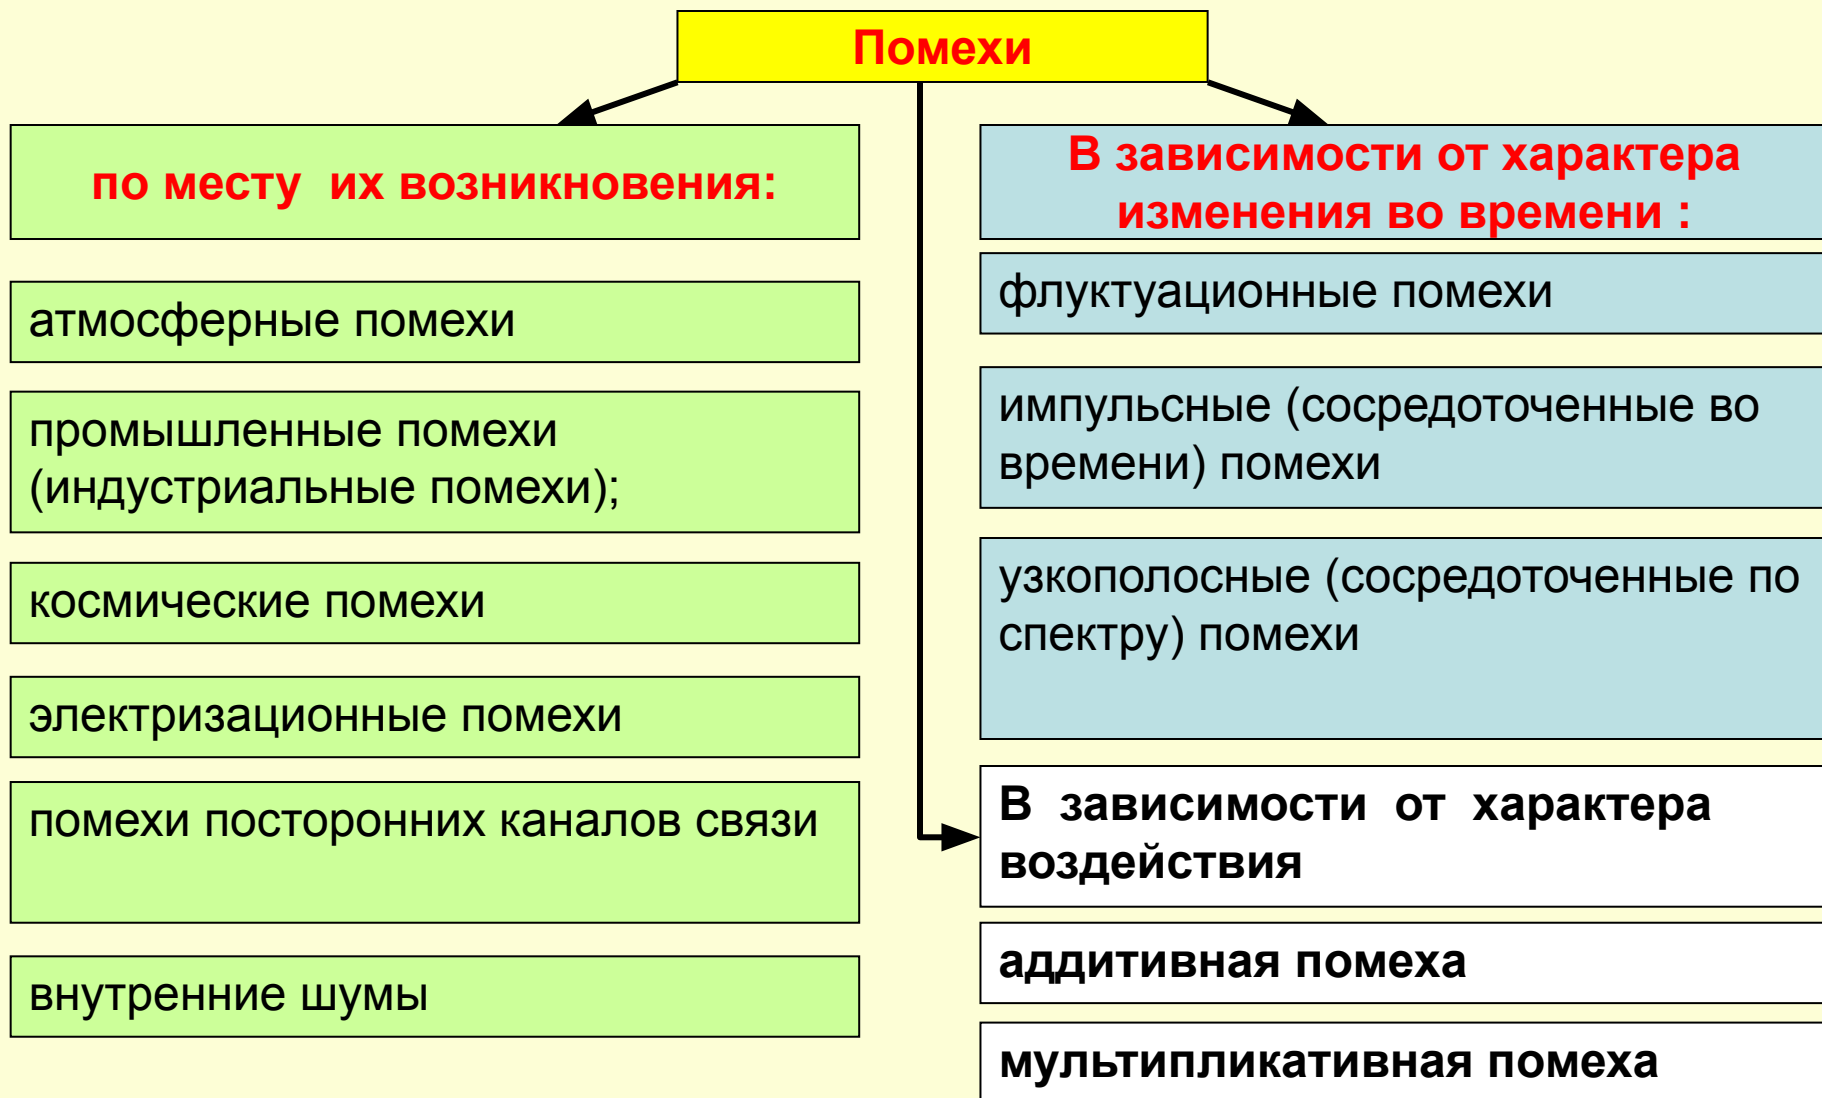 Помехи
по месту их возникновения:
атмосферные помехи
промышленные помехи
(индустриальные помехи);
космические помехи
электризационные помехи
помехи посторонних каналов связи
внутренние шумы
В зависимости от характера
изменения во времени :
флуктуационные помехи
импульсные (сосредоточенные во
времени) помехи
узкополосные (сосредоточенные по
спектру) помехи
В зависимости от характера
воздействия
аддитивная помеха
мультипликативная помеха